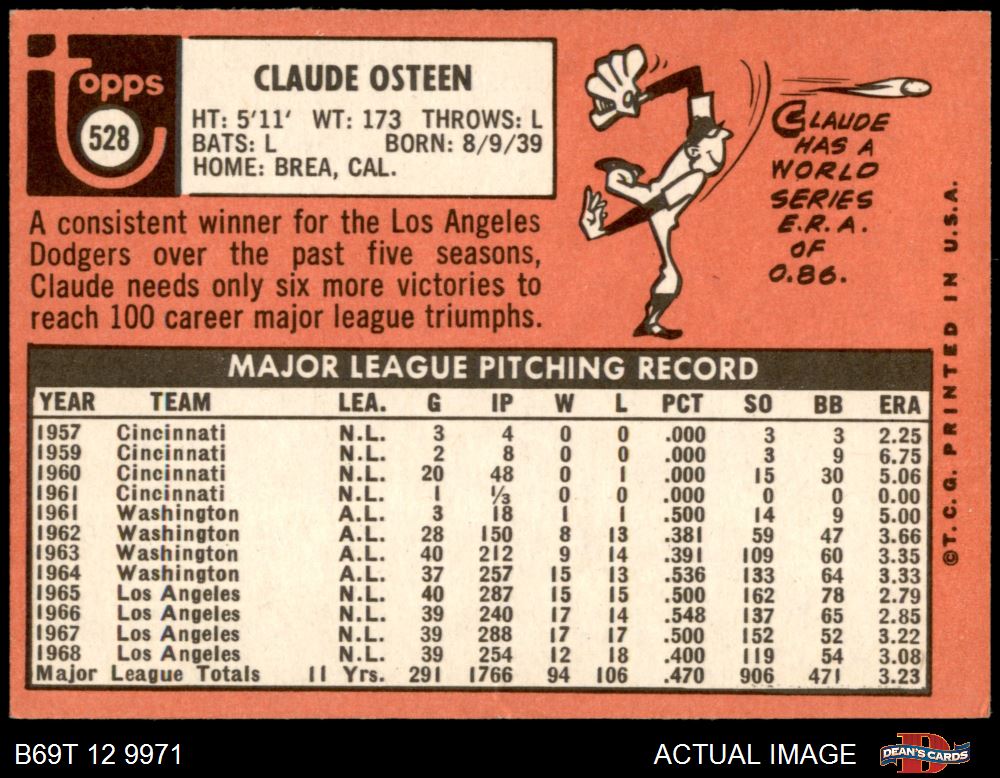 Topps
528
CLAUDE OSTEEN
HT: 5'11' WT: 173 THROWS: L
BATS: L BORN: 8/9/39
HOME: BREA, CAL.
A consistent winner for the Los Angeles
Dodgers over the past five seasons,
Claude needs only six more victories to
reach 100 career major league triumphs.
CLAUDE
HAS A
WORLD
SERIES
E.R.A.
OF
0.86.
©T.C.G. PRINTED IN U.S.A.
MAJOR LEAGUE PITCHING RECORD
YEAR TEAM LEA. G IP W L PCT SO BB ERA
1957 Cincinnati N.L. 3 4 0 0 .000 3 3 2.25
1959 Cincinnati N.L. 2 8 0 0 .000 3 9 6.75
1960 Cincinnati N.L. 20 48 0 1 .000 15 30 5.06
1961 Cincinnati N.L. 1 ⅓ 0 0 .000 0 0 0.00
1961 Washington A.L. 3 18 1 1 .500 14 9 5.00
1962 Washington A.L. 28 150 8 13 .381 59 47 3.66
1963 Washington A.L. 40 212 9 14 .391 109 60 3.35
1964 Washington A.L. 37 257 15 13 .536 133 64 3.33
1965 Los Angeles N.L. 40 287 15 15 .500 162 78 2.79
1966 Los Angeles N.L. 39 240 17 14 .548 137 65 2.85
1967 Los Angeles N.L. 39 288 17 17 .500 152 52 3.22
1968 Los Angeles N.L. 39 254 12 18 .400 119 54 3.08
Major League Totals 11 Yrs. 291 1766 94 106 .470 906 471 3.23
B69T 12 9971
ACTUAL IMAGE
DEAN'S CARDS